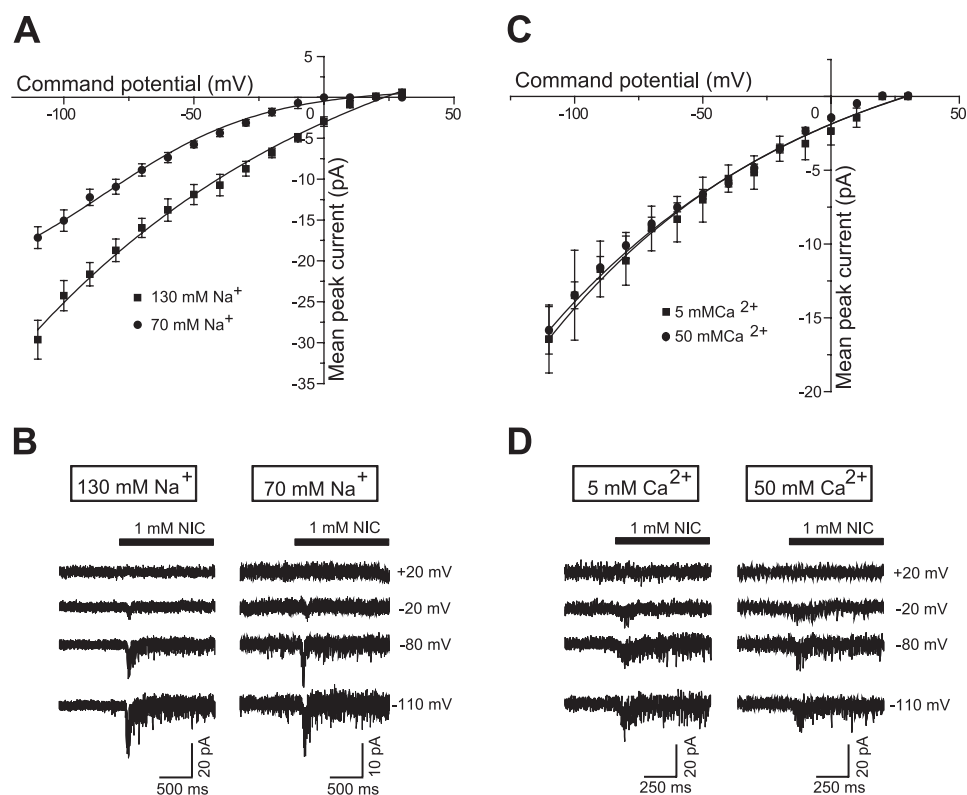 A
C
Command potential (mV)
5
-100
-50
50
-5
-10
-15
-20
-25
-30
-35
Mean peak current (pA)
130 mM Na+
70 mM Na+
Command potential (mV)
-100
-50
0
50
-5
-10
-15
-20
Mean peak current (pA)
5 mMCa 2+
50 mMCa 2+
B
D
130 mM Na+
70 mM Na+
1 mM NIC
1 mM NIC
+20 mV
-20 mV
-80 mV
-110 mV
20 pA
500 ms
10 pA
500 ms
5 mM Ca2+
50 mM Ca2+
1 mM NIC
1 mM NIC
+20 mV
-20 mV
-80 mV
-110 mV
20 pA
250 ms
20 pA
250 ms